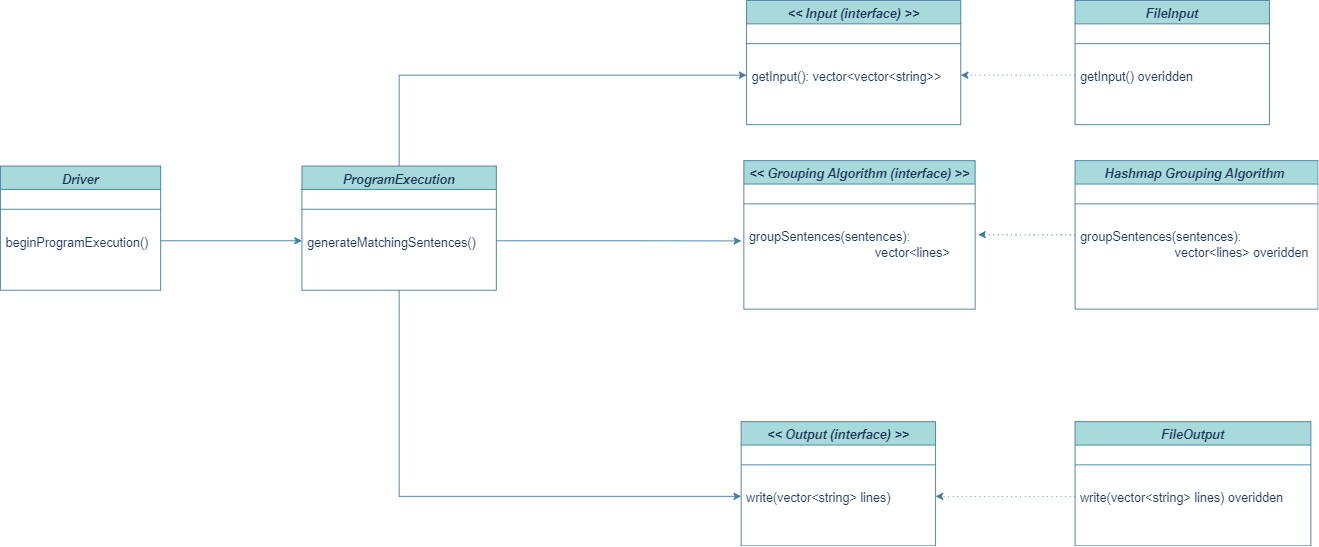 << Input (interface) >>
getInput(): vector<vector<string>>
FileInput
getInput() overidden
Driver
beginProgramExecution()
ProgramExecution
generateMatchingSentences()
<< Grouping Algorithm (interface) >>
groupSentences(sentences):
vector<lines>
Hashmap Grouping Algorithm
groupSentences(sentences):
vector<lines> overidden
<< Output (interface) >>
write(vector<string> lines)
FileOutput
write(vector<string> lines) overidden